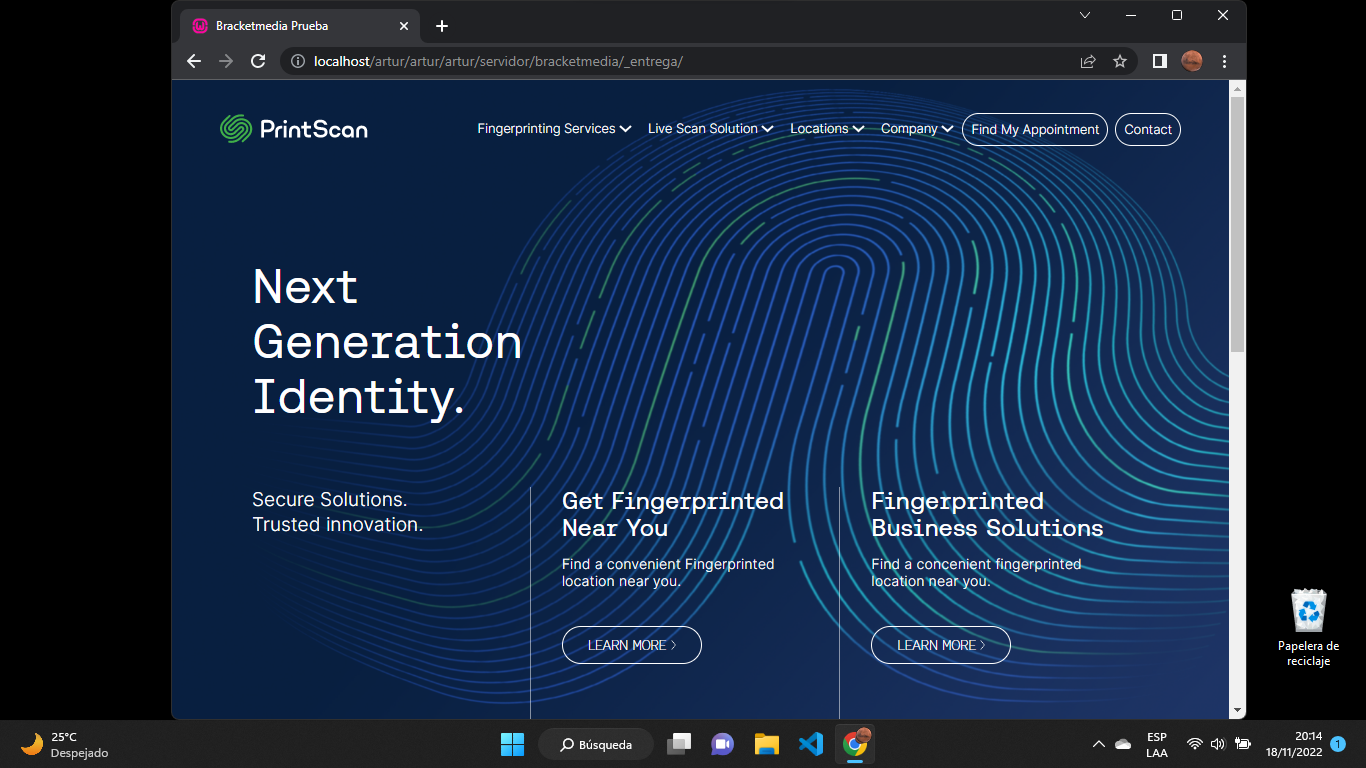 Bracketmedia Prueba
localhost/artur/artur/artur/servidor/bracketmedia/_entrega/
PrintScan
Fingerprinting Services
Live Scan Solution
Locations
Company
Find My Appointment
Contact
Next
Generation
Identity.
Secure Solutions.
Trusted innovation.
Get Fingerprinted
Near You
Find a convenient Fingerprinted
location near you.
LEARN MORE
Fingerprinted
Business Solutions
Find a concenient fingerprinted
location near you.
LEARN MORE
Papelera de
reciclaje
25°C
Despejado
Búsqueda
ESP
LAA
20:14
18/11/2022
1